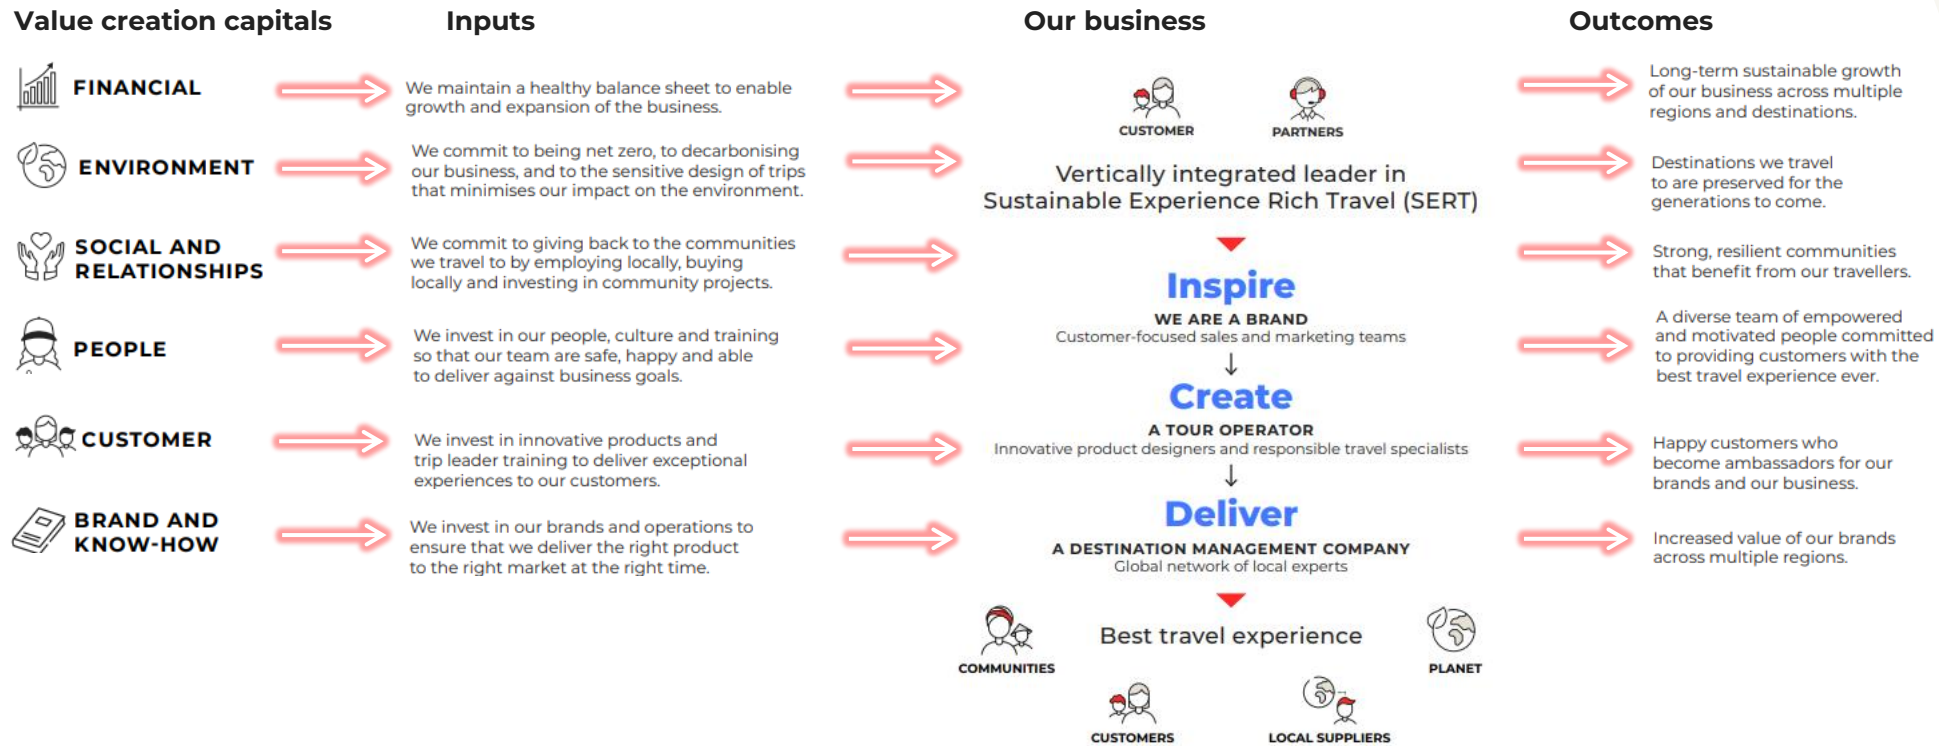 Value creation capitals
Inputs
Our business
Outcomes
FINANCIAL
We maintain a healthy balance sheet to enable
growth and expansion of the business.
ENVIRONMENT
We commit to being net zero, to decarbonising
our business, and to the sensitive design of trips
that minimises our impact on the environment.
SOCIAL AND
RELATIONSHIPS
We commit to giving back to the communities
we travel to by employing locally, buying
locally and investing in community projects.
PEOPLE
We invest in our people, culture and training
so that our team are safe, happy and able
to deliver against business goals.
CUSTOMER
We invest in innovative products and
trip leader training to deliver exceptional
experiences to our customers.
BRAND AND
KNOW-HOW
We invest in our brands and operations to
ensure that we deliver the right product
to the right market at the right time.
CUSTOMER
PARTNERS
Vertically integrated leader in
Sustainable Experience Rich Travel (SERT)
Inspire
WE ARE A BRAND
Customer-focused sales and marketing teams
Create
A TOUR OPERATOR
Innovative product designers and responsible travel specialists
Deliver
A DESTINATION MANAGEMENT COMPANY
Global network of local experts
Best travel experience
COMMUNITIES
PLANET
CUSTOMERS
LOCAL SUPPLIERS
Long-term sustainable growth
of our business across multiple
regions and destinations.
Destinations we travel
to are preserved for the
generations to come.
Strong, resilient communities
that benefit from our travellers.
A diverse team of empowered
and motivated people committed
to providing customers with the
best travel experience ever.
Happy customers who
become ambassadors for our
brands and our business.
Increased value of our brands
across multiple regions.